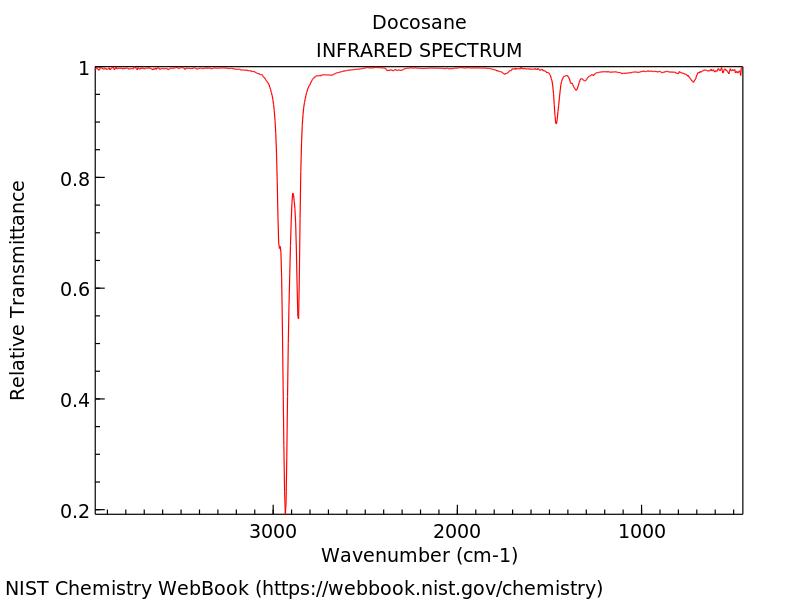 Docosane
INFRARED SPECTRUM
1
0.8
0.6
0.4
0.2
Relative Transmittance
3000 2000 1000
Wavenumber (cm-1)
NIST Chemistry WebBook (https://webbook.nist.gov/chemistry)